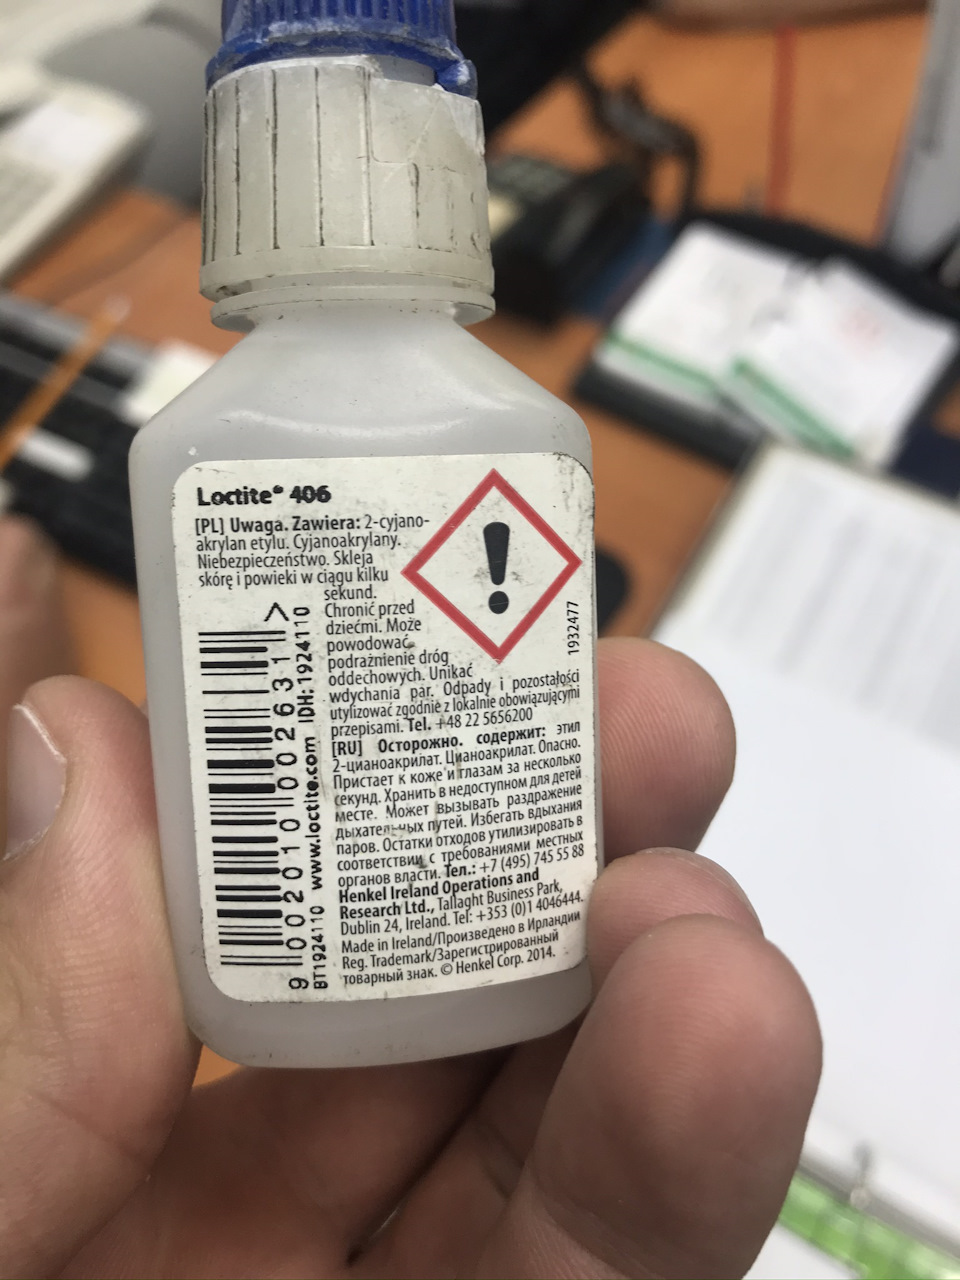 Loctite® 406
[PL] Uwaga. Zawiera: 2-cyjano-
akrylan etylu. Cyjanoakrylany.
Niebezpieczeństwo. Skleja
skórę i powieki w ciągu kilku
sekund.
Chronić przed
dziećmi. Może
powodować
podrażnienie dróg
oddechowych. Unikać
wdychania par. Odpady i pozostałości
utylizować zgodnie z lokalnie obowiązującymi
przepisami. Tel. +48 22 5656200
[RU] Осторожно. содержит: этил
2-цианоакрилат. Цианоакрилат. Опасно.
Пристает к коже и глазам за несколько
секунд. Хранить в недоступном для детей
месте. Может вызывать раздражение
дыхательных путей. Избегать вдыхания
паров. Остатки отходов утилизировать в
соответствии с требованиями местных
органов власти. Тел.: +7 (495) 745 55 88
Henkel Ireland Operations and
Research Ltd., Tallaght Business Park,
Dublin 24, Ireland. Tel: +353 (0)1 4046444.
Made in Ireland/Произведено в Ирландии
Reg. Trademark/Зарегистрированный
товарный знак. © Henkel Corp. 2014.
9 002010 002631 >
BT1924110 www.loctite.com IDH: 1924110
1932477